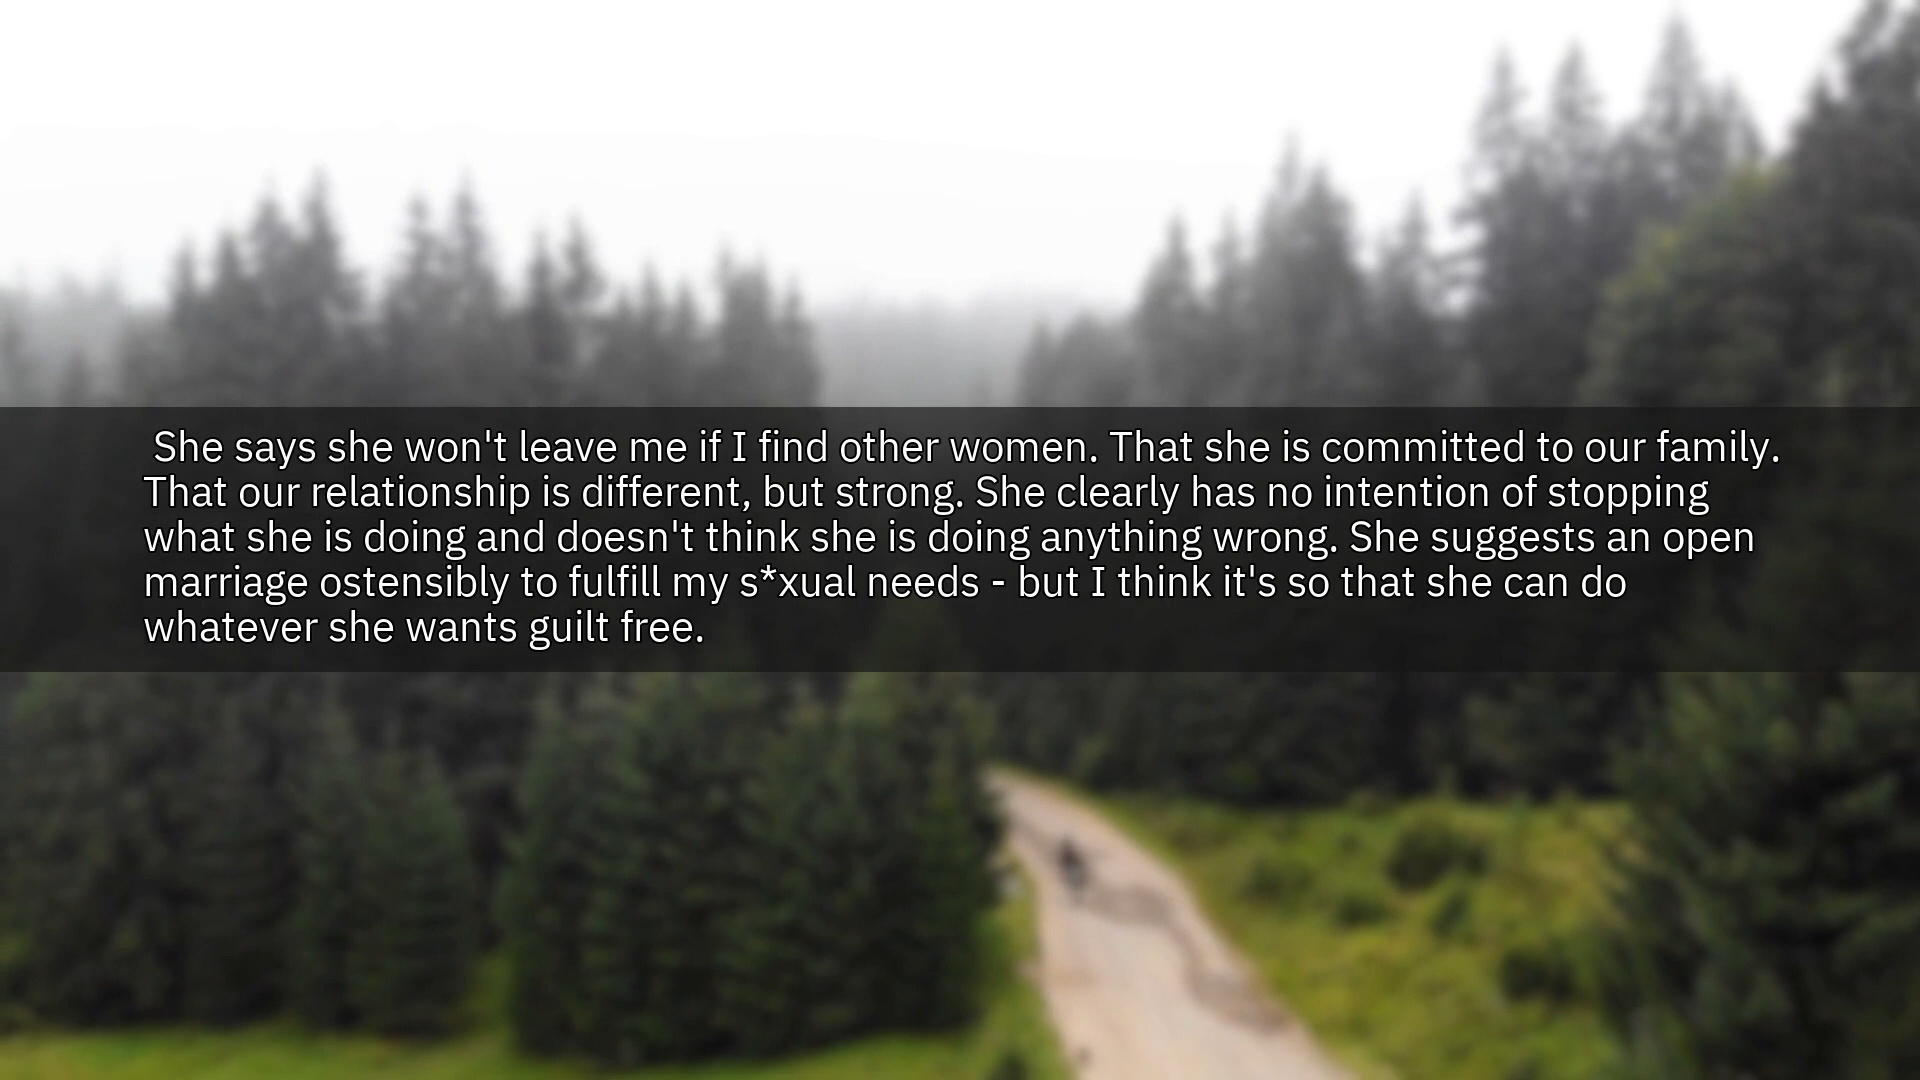 She says she won't leave me if I find other women. That she is committed to our family.
That our relationship is different, but strong. She clearly has no intention of stopping
what she is doing and doesn't think she is doing anything wrong. She suggests an open
marriage ostensibly to fulfill my s*xual needs - but I think it's so that she can do
whatever she wants guilt free.